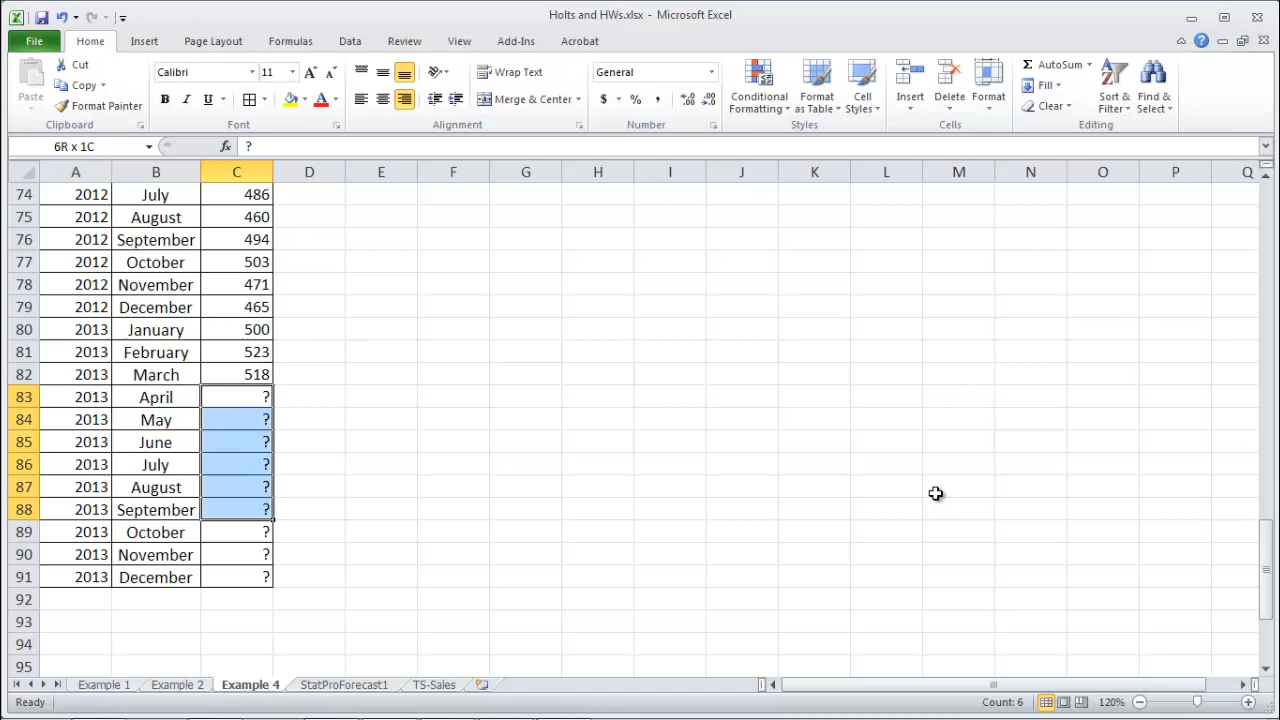 Holts and HWs.xlsx - Microsoft Excel
File Home Insert Page Layout Formulas Data Review View Add-Ins Acrobat
Paste Cut Copy Format Painter Clipboard
Calibri 11 A A B I U A Font
Wrap Text Merge & Center Alignment
General $ % , .00 .0 Number
Conditional Formatting Format as Table Cell Styles Styles
Insert Delete Format Cells
Σ AutoSum Fill Clear Sort & Filter Find & Select Editing
6R x 1C fx ?
A B C D E F G H I J K L M N O P Q
74 2012 July 486
75 2012 August 460
76 2012 September 494
77 2012 October 503
78 2012 November 471
79 2012 December 465
80 2013 January 500
81 2013 February 523
82 2013 March 518
83 2013 April ?
84 2013 May ?
85 2013 June ?
86 2013 July ?
87 2013 August ?
88 2013 September ?
89 2013 October ?
90 2013 November ?
91 2013 December ?
92
93
94
95
Example 1 Example 2 Example 4 StatProForecast1 TS-Sales
Ready Count: 6 120%